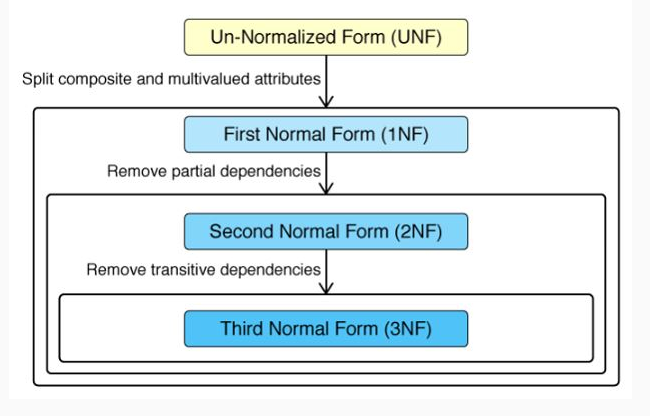 Un-Normalized Form (UNF)
Split composite and multivalued attributes
First Normal Form (1NF)
Remove partial dependencies
Second Normal Form (2NF)
Remove transitive dependencies
Third Normal Form (3NF)